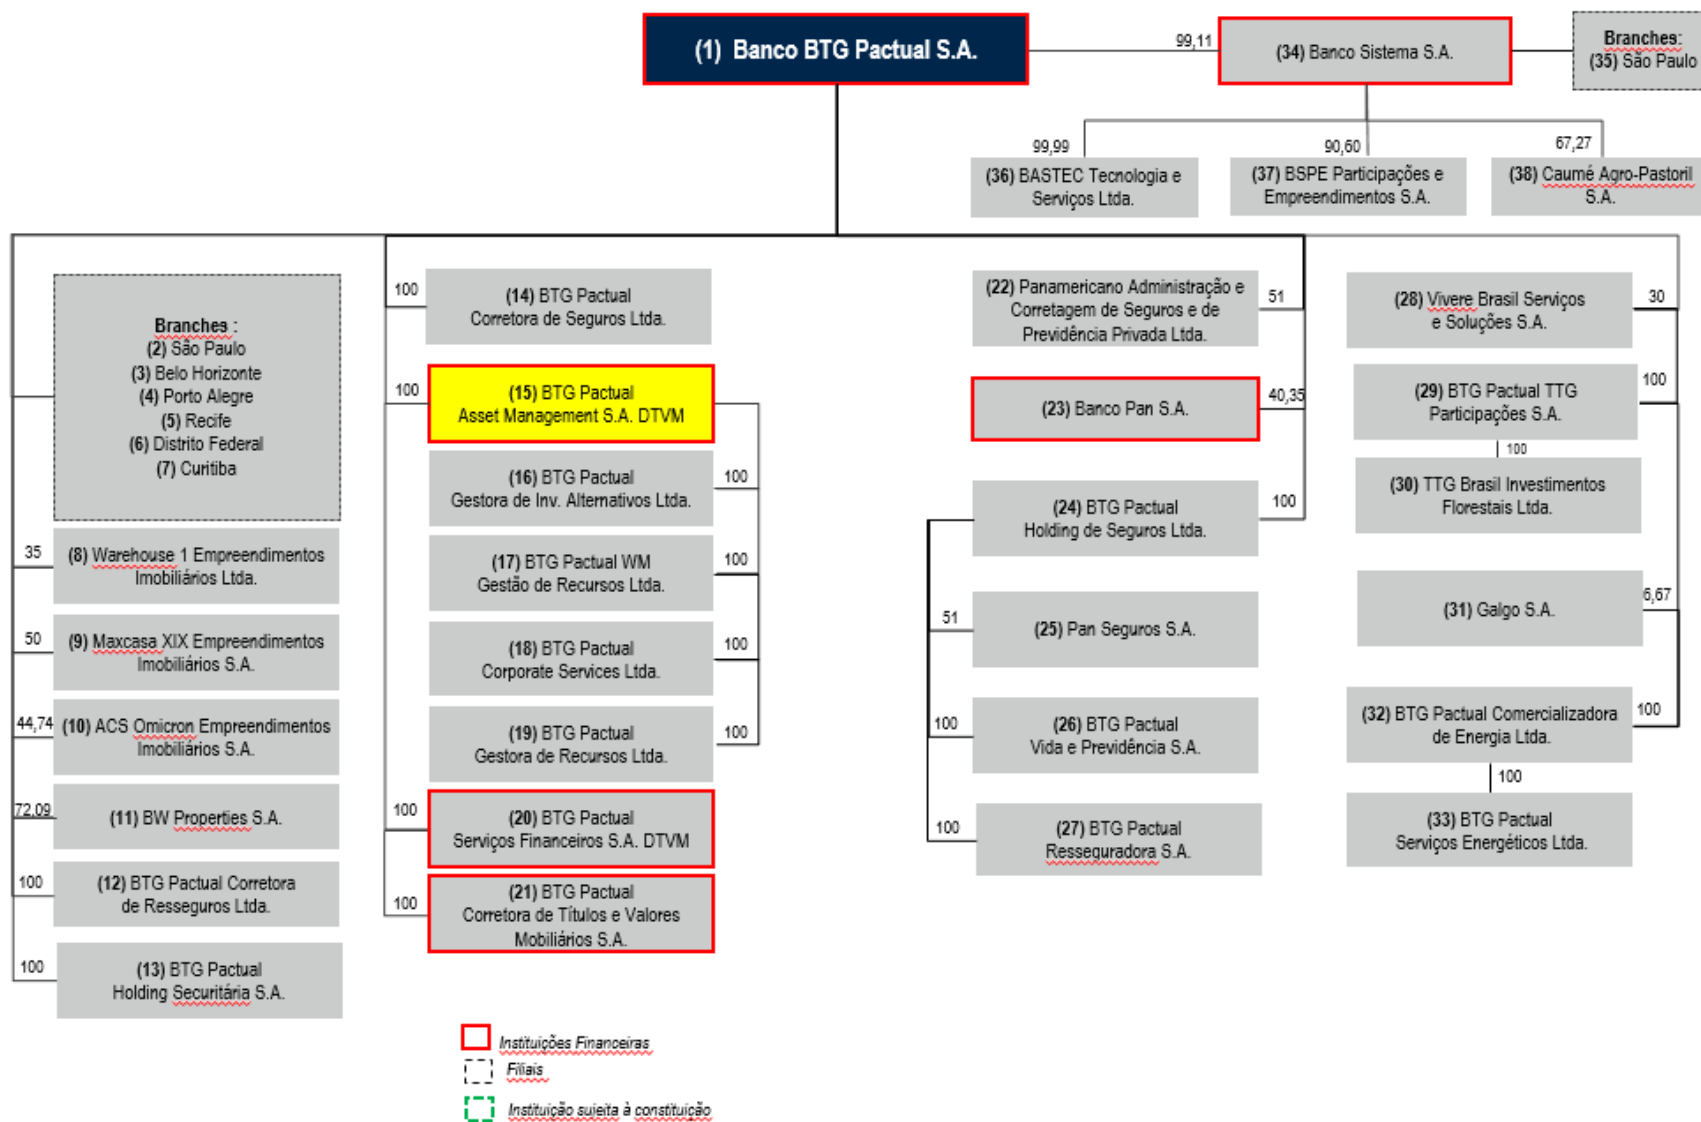 (1) Banco BTG Pactual S.A.
99,11
(34) Banco Sistema S.A.
Branches:
(35) São Paulo
99,99
90,60
67,27
(36) BASTEC Tecnologia e
Serviços Ltda.
(37) BSPE Participações e
Empreendimentos S.A.
(38) Caumé Agro-Pastoril
S.A.
Branches :
(2) São Paulo
(3) Belo Horizonte
(4) Porto Alegre
(5) Recife
(6) Distrito Federal
(7) Curitiba
35
(8) Warehouse 1 Empreendimentos
Imobiliários Ltda.
50
(9) Maxcasa XIX Empreendimentos
Imobiliários S.A.
44,74
(10) ACS Omicron Empreendimentos
Imobiliários S.A.
72,09
(11) BW Properties S.A.
100
(12) BTG Pactual Corretora
de Resseguros Ltda.
100
(13) BTG Pactual
Holding Securitária S.A.
100
(14) BTG Pactual
Corretora de Seguros Ltda.
100
(15) BTG Pactual
Asset Management S.A. DTVM
(16) BTG Pactual
Gestora de Inv. Alternativos Ltda.
100
(17) BTG Pactual WM
Gestão de Recursos Ltda.
100
(18) BTG Pactual
Corporate Services Ltda.
100
(19) BTG Pactual
Gestora de Recursos Ltda.
100
100
(20) BTG Pactual
Serviços Financeiros S.A. DTVM
100
(21) BTG Pactual
Corretora de Títulos e Valores
Mobiliários S.A.
(22) Panamericano Administração e
Corretagem de Seguros e de
Previdência Privada Ltda.
51
(23) Banco Pan S.A.
40,35
(24) BTG Pactual
Holding de Seguros Ltda.
100
51
(25) Pan Seguros S.A.
100
(26) BTG Pactual
Vida e Previdência S.A.
100
(27) BTG Pactual
Resseguradora S.A.
(28) Vivere Brasil Serviços
e Soluções S.A.
30
(29) BTG Pactual TTG
Participações S.A.
100
100
(30) TTG Brasil Investimentos
Florestais Ltda.
(31) Galgo S.A.
6,67
(32) BTG Pactual Comercializadora
de Energia Ltda.
100
100
(33) BTG Pactual
Serviços Energéticos Ltda.
Instituições Financeiras
Filiais
Instituição sujeita à constituição